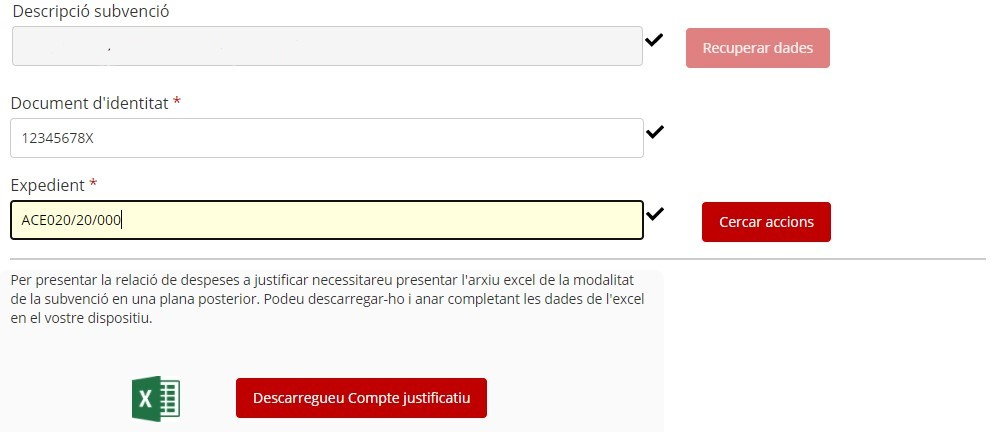 Descripció subvenció
Recuperar dades
Document d'identitat *
12345678X
Expedient *
ACE020/20/000
Cercar accions
Per presentar la relació de despeses a justificar necessitareu presentar l'arxiu excel de la modalitat
de la subvenció en una plana posterior. Podeu descarregar-ho i anar completant les dades de l'excel
en el vostre dispositiu.
X
Descarregueu Compte justificatiu